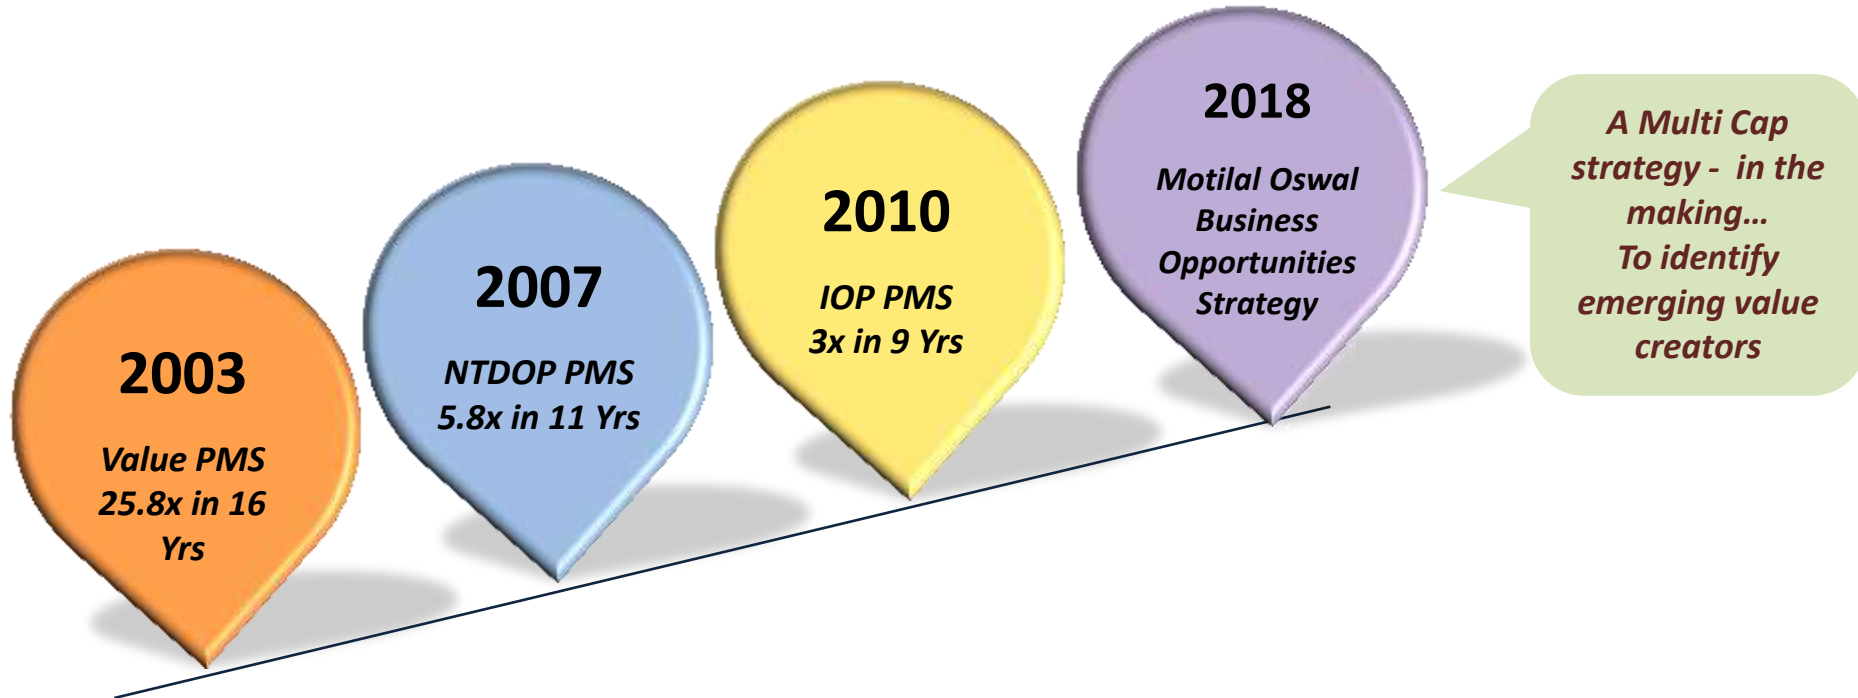 2003
Value PMS
25.8x in 16
Yrs
2007
NTDOP PMS
5.8x in 11 Yrs
2010
IOP PMS
3x in 9 Yrs
2018
Motilal Oswal
Business
Opportunities
Strategy
A Multi Cap
strategy -  in the
making...
To identify
emerging value
creators